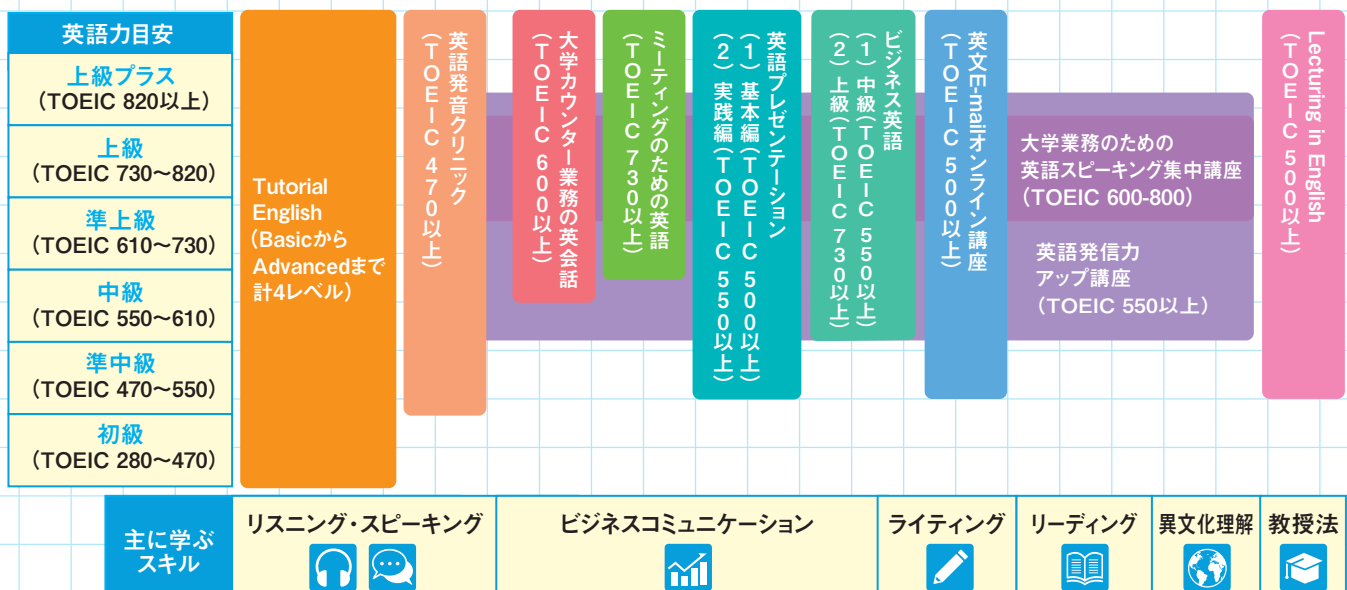 英語力目安
上級プラス
（TOEIC 820以上）
上級
（TOEIC 730～820）
準上級
（TOEIC 610～730）
中級
（TOEIC 550～610）
準中級
（TOEIC 470～550）
初級
（TOEIC 280～470）
Tutorial
English
（Basicから
Advancedまで
計4レベル）
英語発音クリニック
（TOEIC 470以上）
大学カウンター業務の英会話
（TOEIC 600以上）
ミーティングのための英語
（TOEIC 730以上）
英語プレゼンテーション
（1）基本編（TOEIC 500以上）
（2）実践編（TOEIC 550以上）
ビジネス英語
（1）中級（TOEIC 550以上）
（2）上級（TOEIC 730以上）
英文E-mailオンライン講座
（TOEIC 500以上）
大学業務のための
英語スピーキング集中講座
（TOEIC 600-800）
英語発信力
アップ講座
（TOEIC 550以上）
Lecturing in English
（TOEIC 500以上）
主に学ぶ
スキル
リスニング・スピーキング
ビジネスコミュニケーション
ライティング
リーディング
異文化理解
教授法